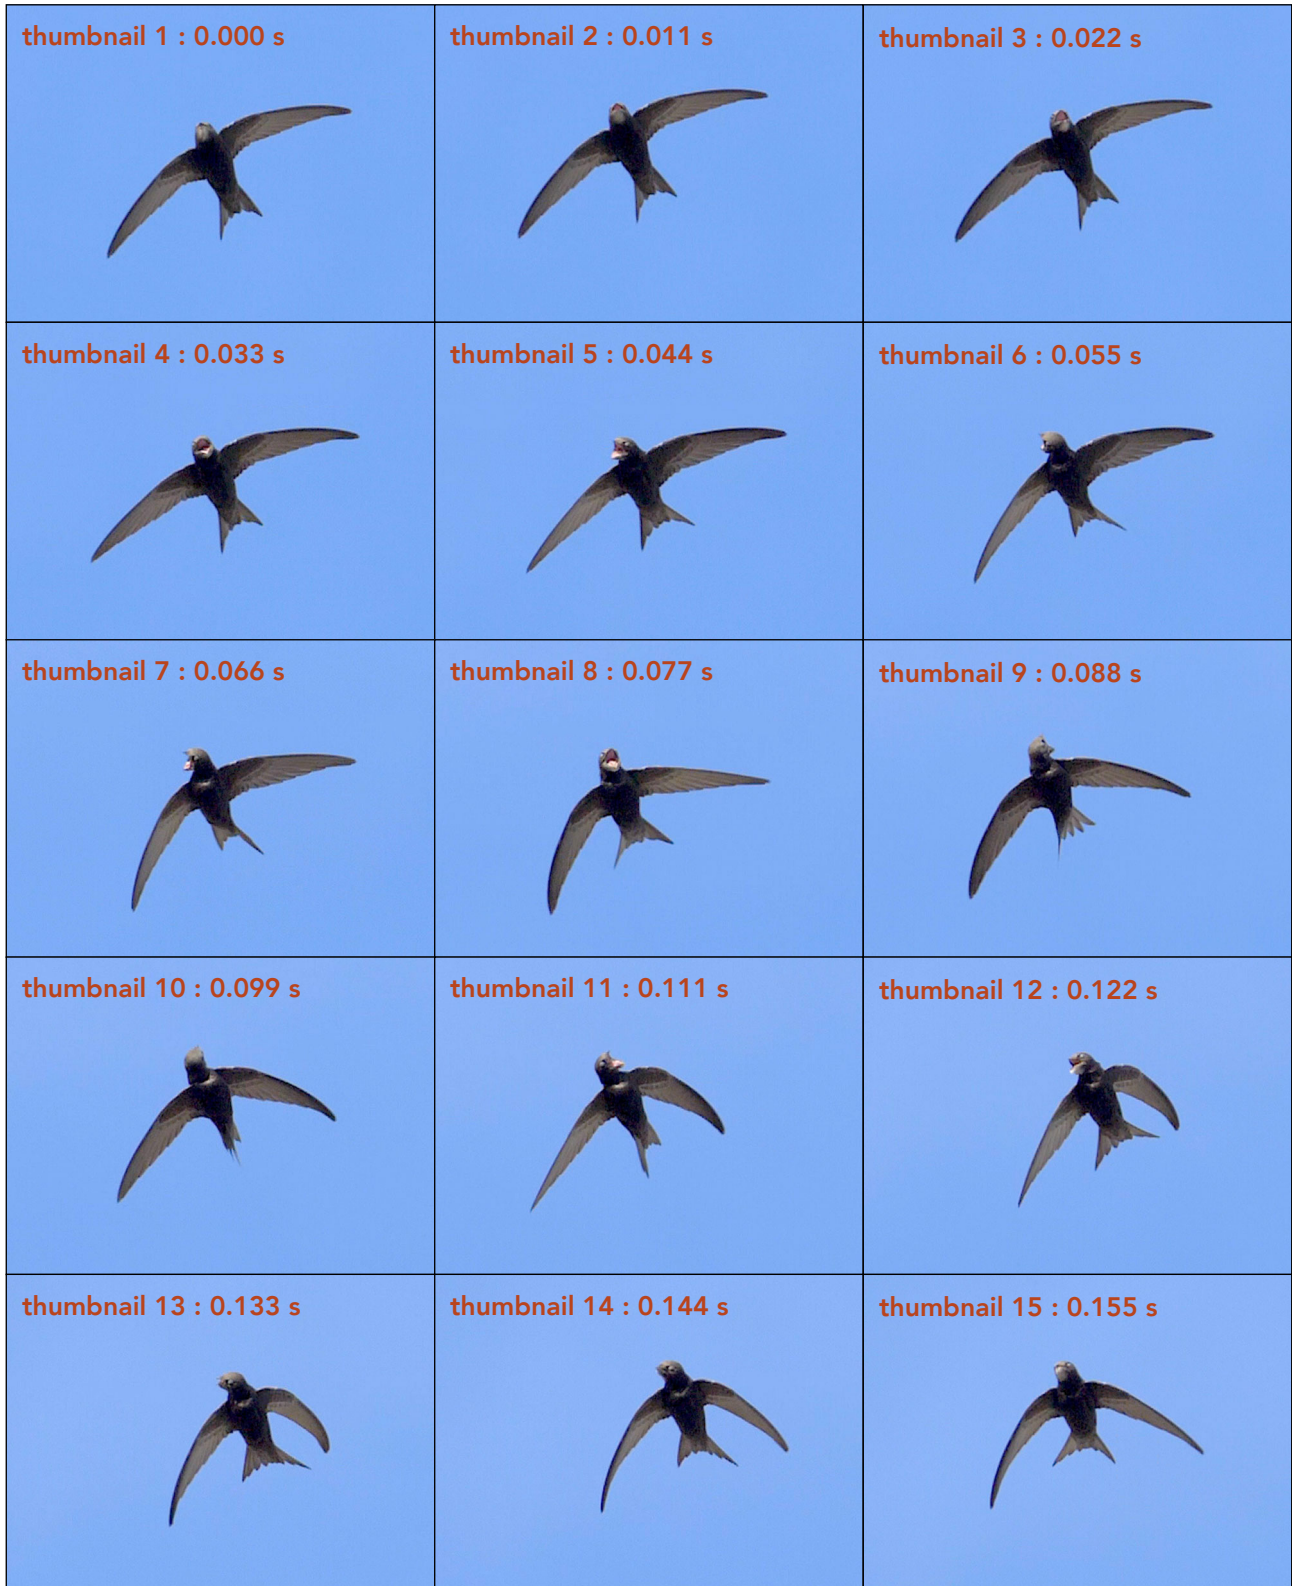 thumbnail 1 : 0.000 s
thumbnail 2 : 0.011 s
thumbnail 3 : 0.022 s
thumbnail 4 : 0.033 s
thumbnail 5 : 0.044 s
thumbnail 6 : 0.055 s
thumbnail 7 : 0.066 s
thumbnail 8 : 0.077 s
thumbnail 9 : 0.088 s
thumbnail 10 : 0.099 s
thumbnail 11 : 0.111 s
thumbnail 12 : 0.122 s
thumbnail 13 : 0.133 s
thumbnail 14 : 0.144 s
thumbnail 15 : 0.155 s